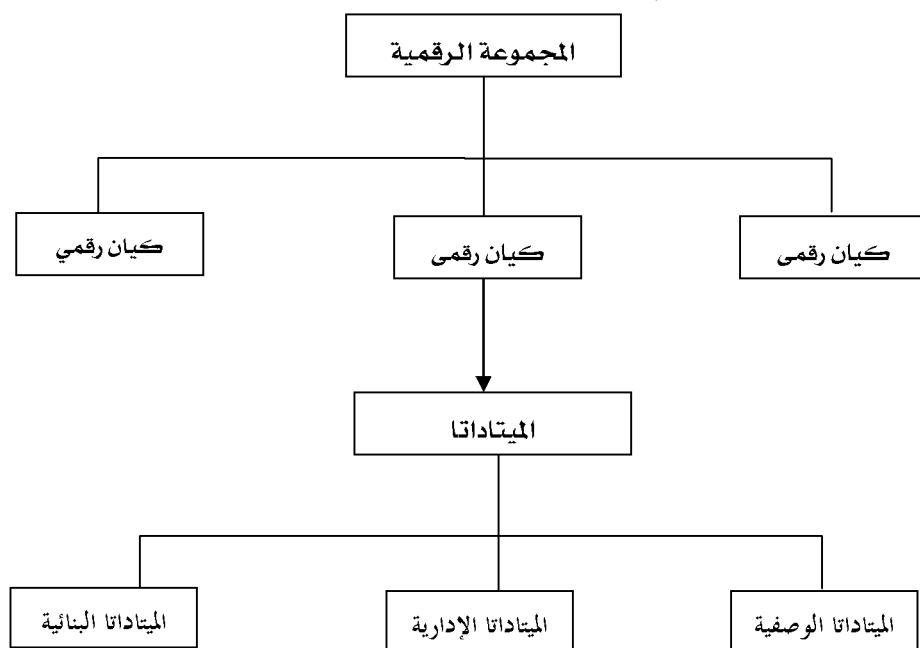 المجموعة الرقمية
كيان رقمى
كيان رقمى
كيان رقمي
الميتاداتا
الميتاداتا الوصفية
الميتاداتا الإدارية
الميتاداتا البنائية